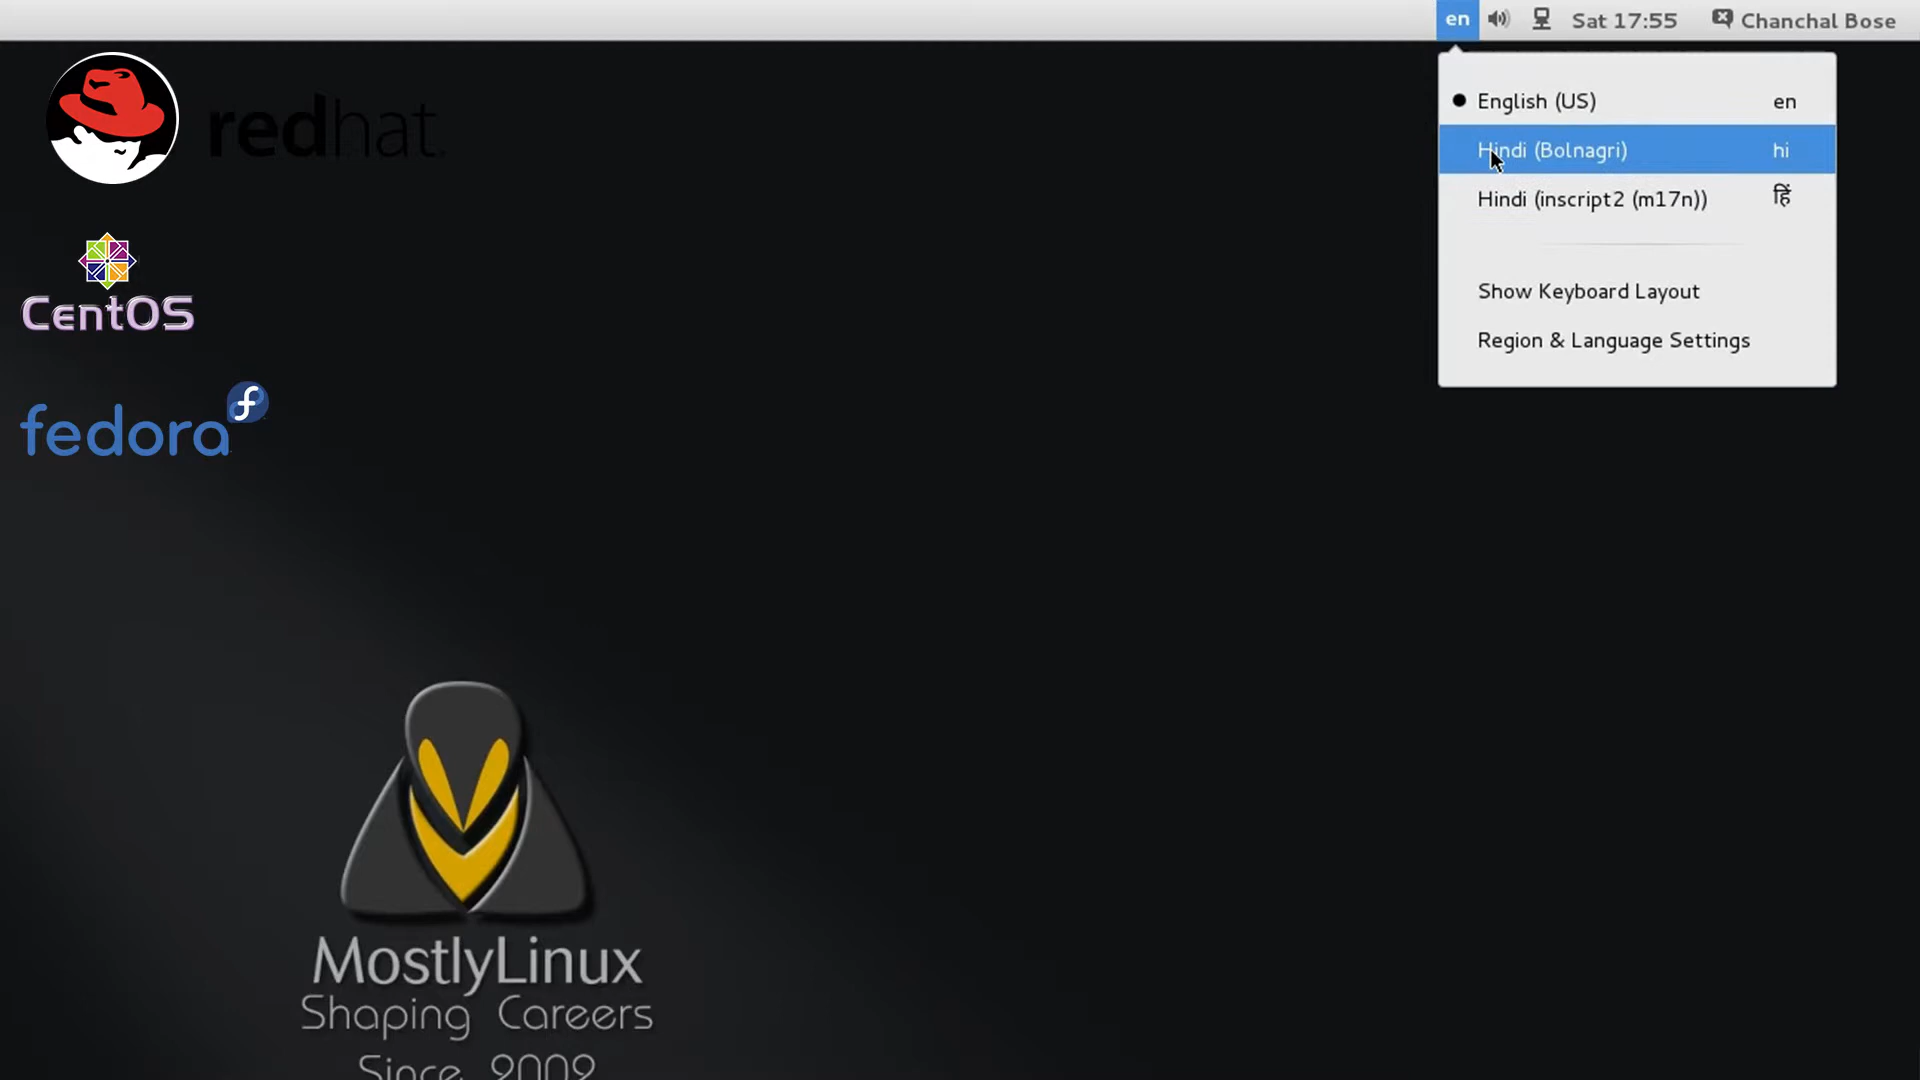 en Sat 17:55 Chanchal Bose
redhat.
CentOS
fedora
English (US) en
Hindi (Bolnagri) hi
Hindi (inscript2 (m17n)) हिं
Show Keyboard Layout
Region & Language Settings
MostlyLinux
Shaping Careers
Since 2009